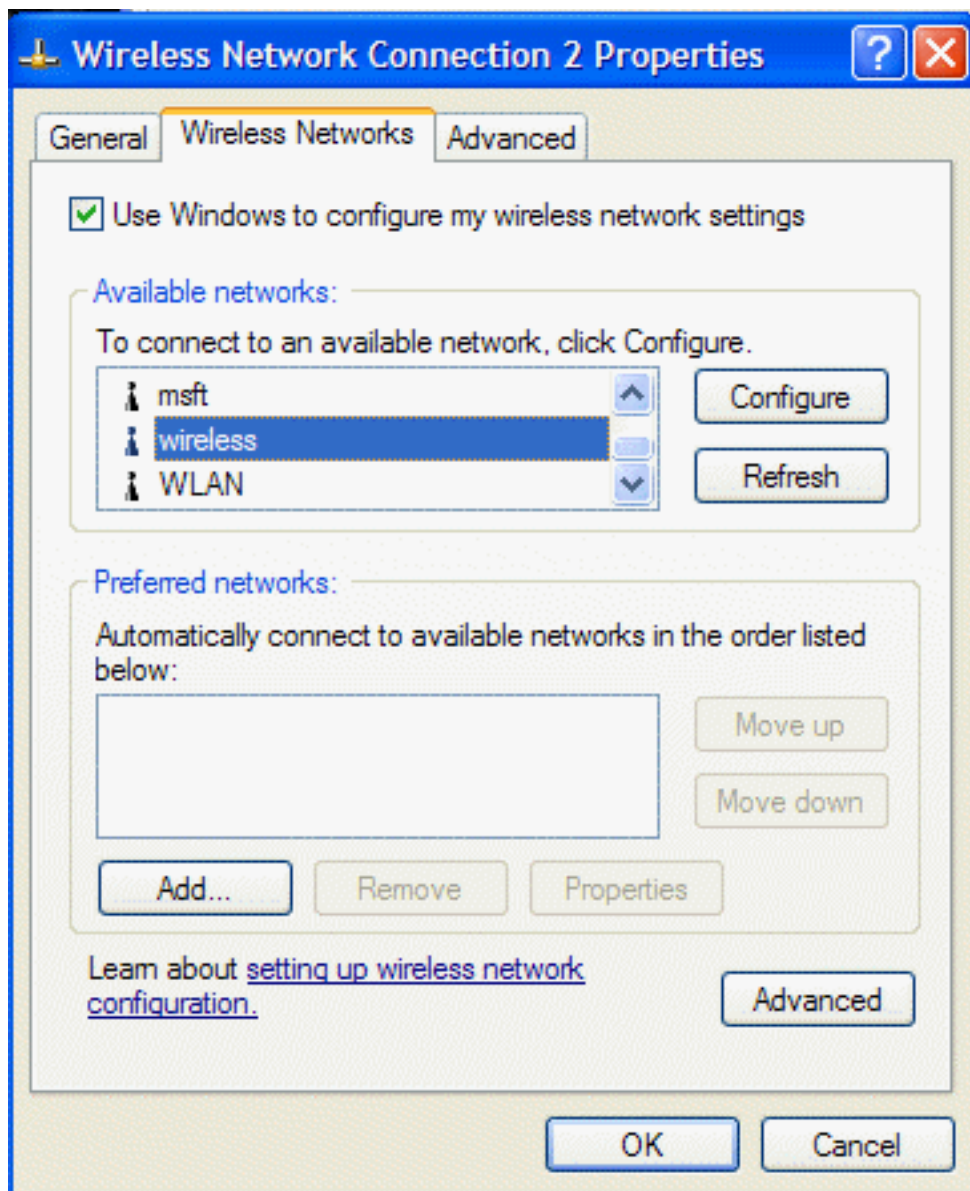 Wireless Network Connection 2 Properties
General Wireless Networks Advanced
Use Windows to configure my wireless network settings
Available networks:
To connect to an available network, click Configure.
msft
wireless
WLAN
Configure
Refresh
Preferred networks:
Automatically connect to available networks in the order listed
below:
Move up
Move down
Add... Remove Properties
Learn about setting up wireless network
configuration.
Advanced
OK Cancel